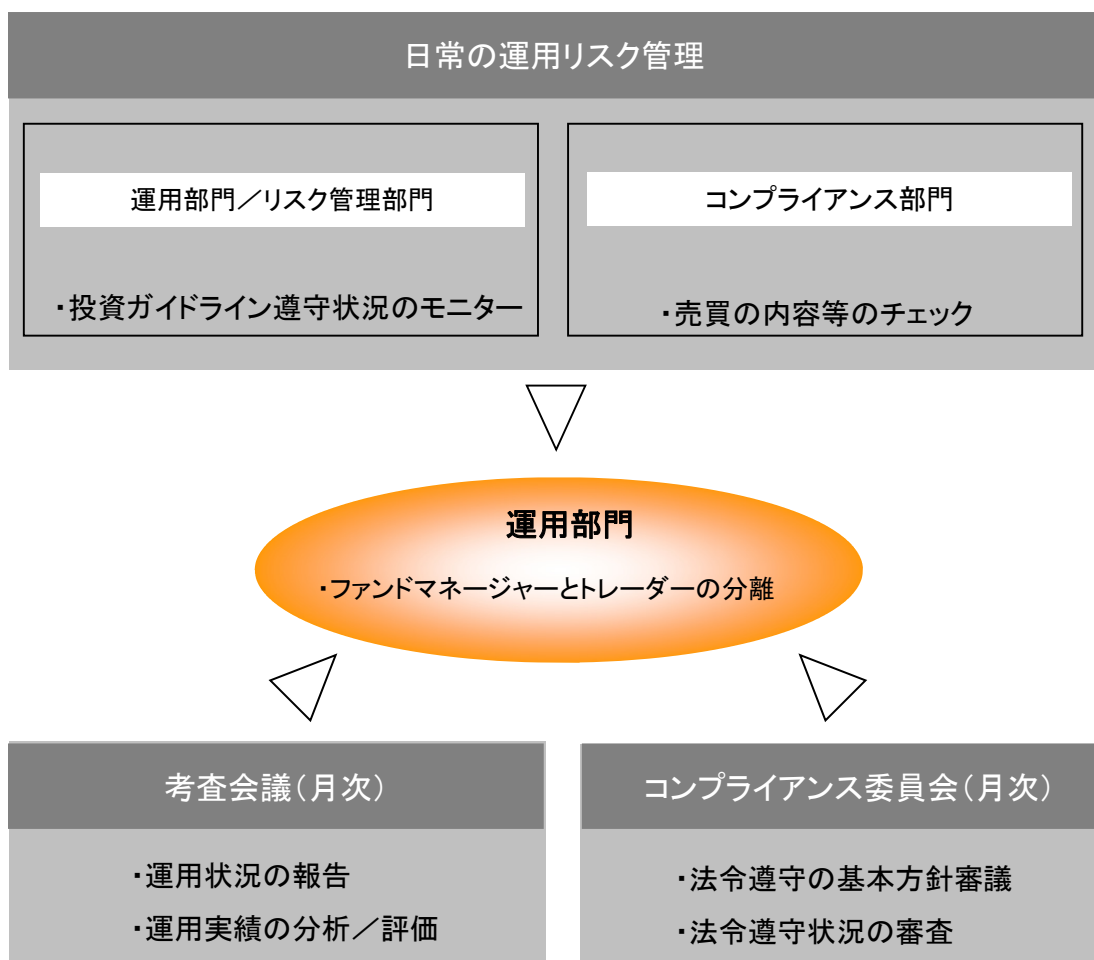 日常の運用リスク管理
運用部門／リスク管理部門
・投資ガイドライン遵守状況のモニター
コンプライアンス部門
・売買の内容等のチェック
運用部門
・ファンドマネージャーとトレーダーの分離
考査会議（月次）
・運用状況の報告
・運用実績の分析／評価
コンプライアンス委員会（月次）
・法令遵守の基本方針審議
・法令遵守状況の審査